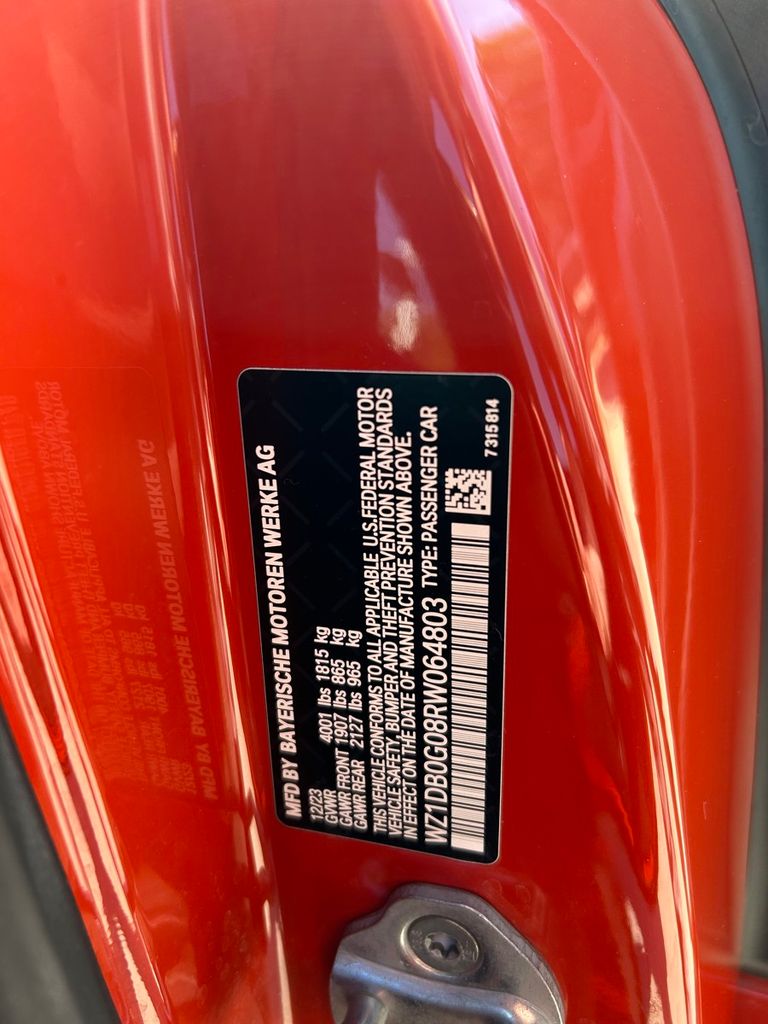 MFD BY BAYERISCHE MOTOREN WERKE AG
12/23
GVWR 4001 lbs 1815 kg
GAWR FRONT 1907 lbs 865 kg
GAWR REAR 2127 lbs 965 kg
THIS VEHICLE CONFORMS TO ALL APPLICABLE U.S.FEDERAL MOTOR
VEHICLE SAFETY, BUMPER AND THEFT PREVENTION STANDARDS
IN EFFECT ON THE DATE OF MANUFACTURE SHOWN ABOVE.
WZ1DB0G08RW064803 TYPE: PASSENGER CAR
7 315 814